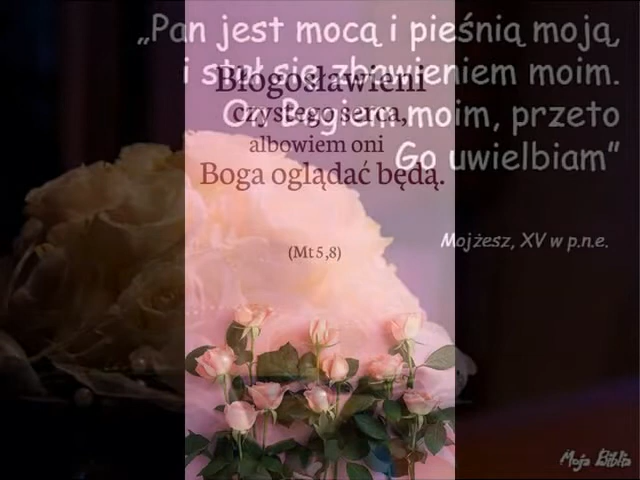 „Pan jest mocą i pieśnią moją,
i stał się zbawieniem moim.
On Bogiem moim, przeto
Go uwielbiam”
Mojżesz, XV w p.n.e.
Błogosławieni
czystego serca,
albowiem oni
Boga oglądać będą.
(Mt 5,8)
Moja Biblia